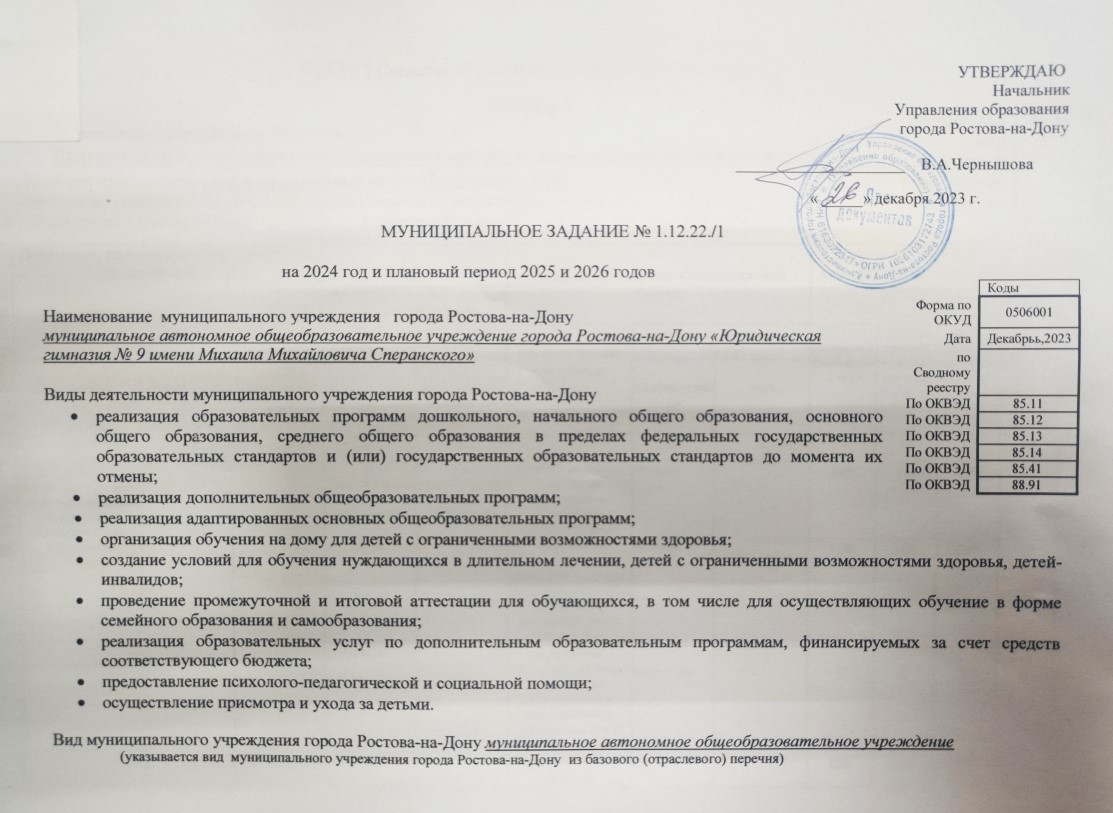 УТВЕРЖДАЮ
Начальник
Управления образования
города Ростова-на-Дону
В.А.Чернышова
« 26 » декабря 2023 г.
Для
документов
МУНИЦИПАЛЬНОЕ ЗАДАНИЕ № 1.12.22./1
на 2024 год и плановый период 2025 и 2026 годов
Коды
Форма по ОКУД 0506001
Дата Декабрь,2023
по Сводному реестру
По ОКВЭД 85.11
По ОКВЭД 85.12
По ОКВЭД 85.13
По ОКВЭД 85.14
По ОКВЭД 85.41
По ОКВЭД 88.91
Наименование муниципального учреждения города Ростова-на-Дону
муниципальное автономное общеобразовательное учреждение города Ростова-на-Дону «Юридическая
гимназия № 9 имени Михаила Михайловича Сперанского»
Виды деятельности муниципального учреждения города Ростова-на-Дону
• реализация образовательных программ дошкольного, начального общего образования, основного
общего образования, среднего общего образования в пределах федеральных государственных
образовательных стандартов и (или) государственных образовательных стандартов до момента их
отмены;
• реализация дополнительных общеобразовательных программ;
• реализация адаптированных основных общеобразовательных программ;
• организация обучения на дому для детей с ограниченными возможностями здоровья;
• создание условий для обучения нуждающихся в длительном лечении, детей с ограниченными возможностями здоровья, детей-
инвалидов;
• проведение промежуточной и итоговой аттестации для обучающихся, в том числе для осуществляющих обучение в форме
семейного образования и самообразования;
• реализация образовательных услуг по дополнительным образовательным программам, финансируемых за счет средств
соответствующего бюджета;
• предоставление психолого-педагогической и социальной помощи;
• осуществление присмотра и ухода за детьми.
Вид муниципального учреждения города Ростова-на-Дону муниципальное автономное общеобразовательное учреждение
(указывается вид муниципального учреждения города Ростова-на-Дону из базового (отраслевого) перечня)